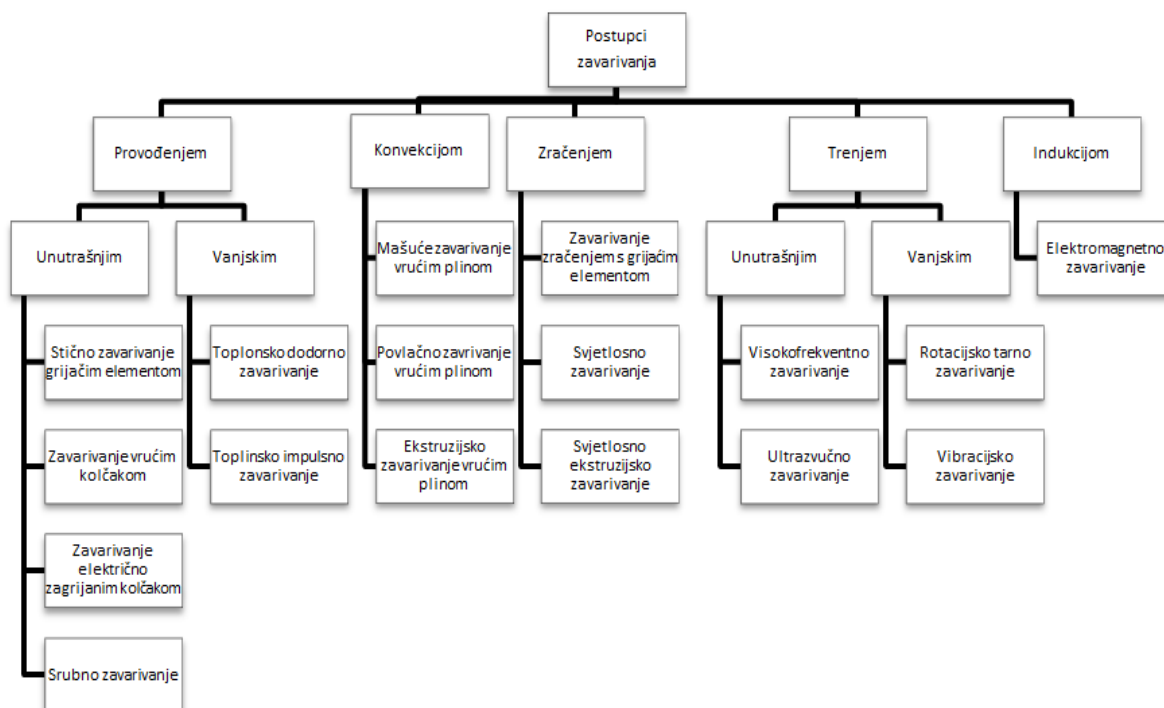 Postupci
zavarivanja
Provođenjem
Konvekcijom
Zračenjem
Trenjem
Indukcijom
Unutrašnjim
Vanjskim
Mašuće zavarivanje
vrućim plinom
Zavarivanje
zračenjem s grijaćim
elementom
Unutrašnjim
Vanjskim
Elektromagnetno
zavarivanje
Stično zavarivanje
grijačim elementom
Toplonsko dodorno
zavarivanje
Povlačno zavrivanje
vrućim plinom
Svjetlosno
zavarivanje
Visokofrekventno
zavarivanje
Rotacijsko tarno
zavarivanje
Zavarivanje vrućim
kolčakom
Toplinsko impulsno
zavarivanje
Ekstruzijsko
zavarivanje vrućim
plinom
Svjetlosno
ekstruzijsko
zavarivanje
Ultrazvučno
zavarivanje
Vibracijsko
zavarivanje
Zavarivanje
električno
zagrijanim kolčakom
Srubno zavarivanje